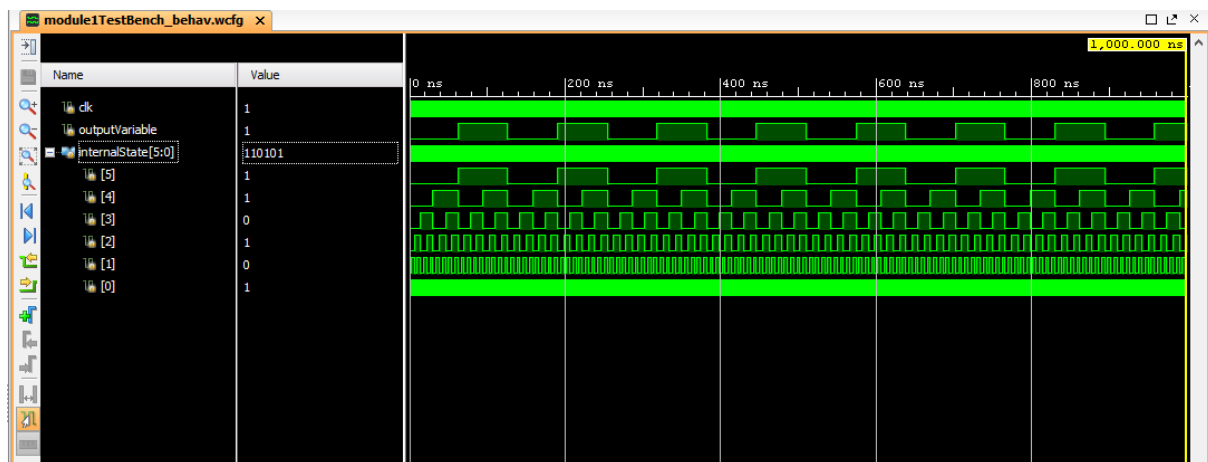 module1TestBench_behav.wcfg
1,000.000 ns
Name Value
0 ns 200 ns 400 ns 600 ns 800 ns
clk 1
outputVariable 1
internalState[5:0] 110101
[5] 1
[4] 1
[3] 0
[2] 1
[1] 0
[0] 1